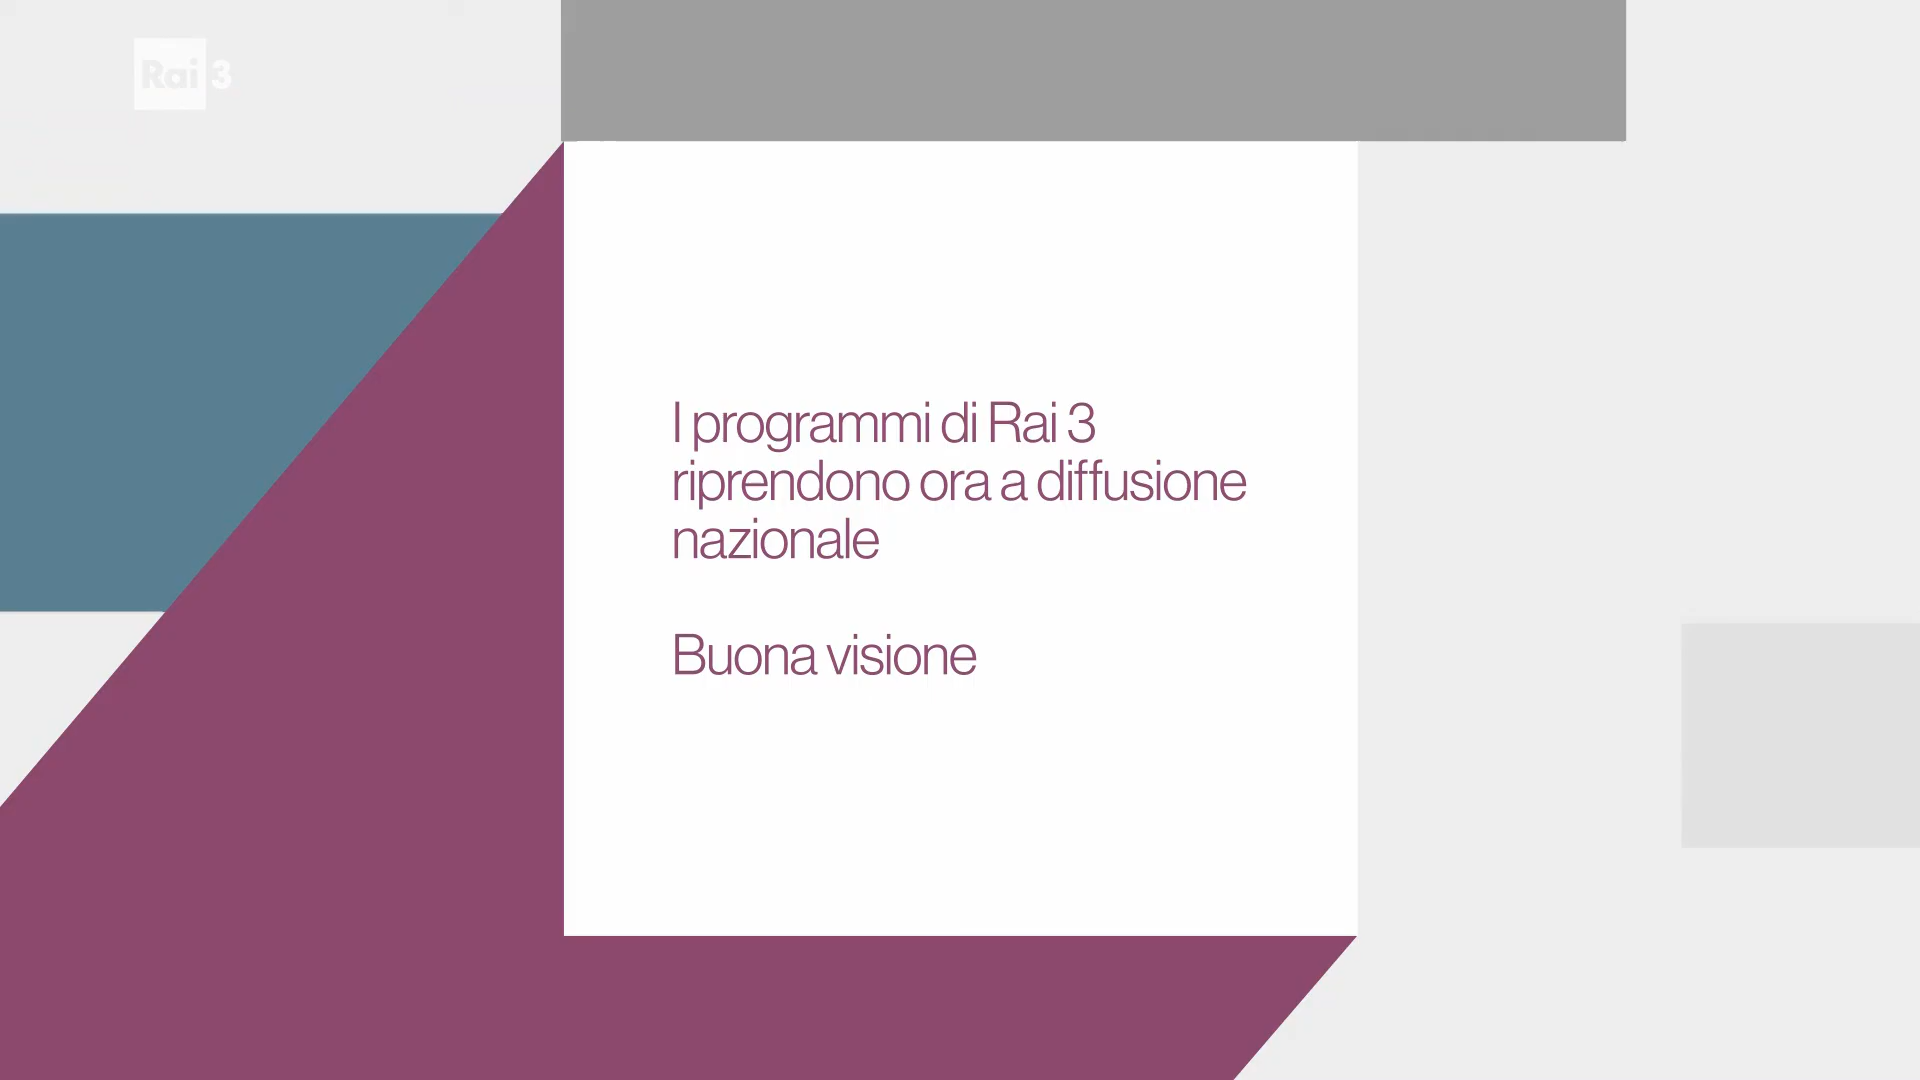 Rai 3
I programmi di Rai 3
riprendono ora a diffusione
nazionale
Buona visione